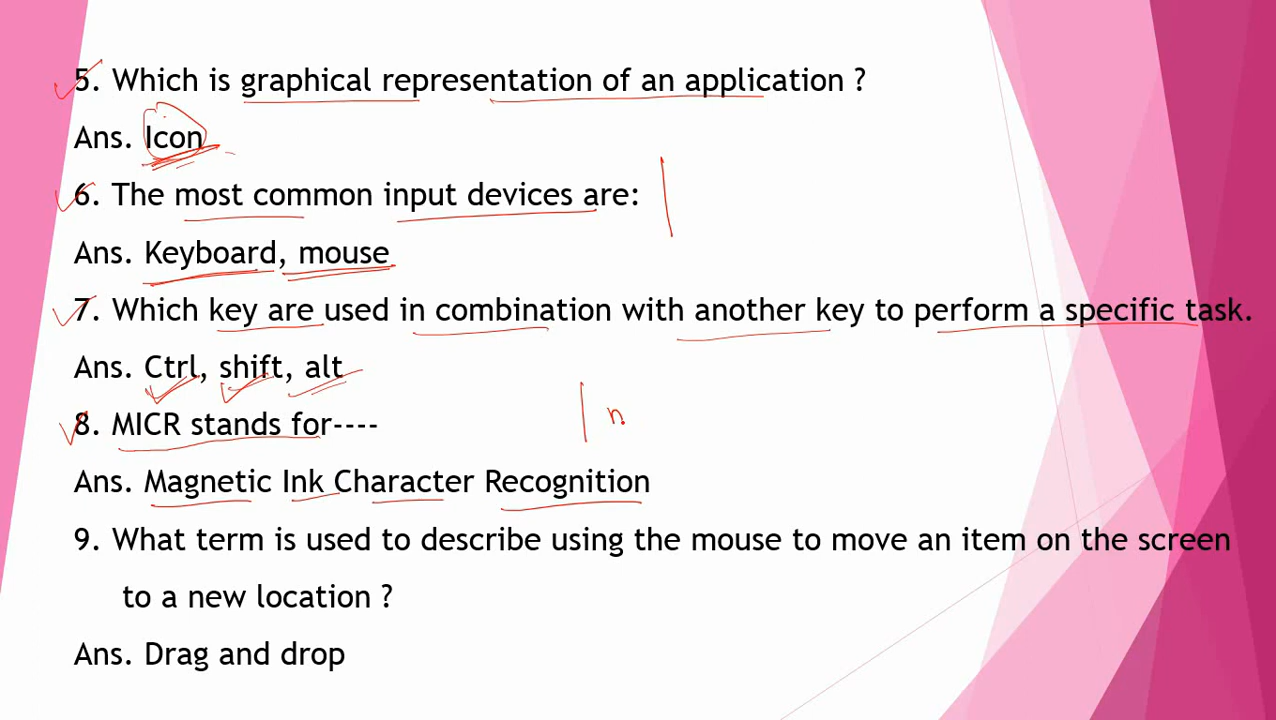 5. Which is graphical representation of an application ?
Ans. Icon
6. The most common input devices are:
Ans. Keyboard, mouse
7. Which key are used in combination with another key to perform a specific task.
Ans. Ctrl, shift, alt
8. MICR stands for----
Ans. Magnetic Ink Character Recognition
9. What term is used to describe using the mouse to move an item on the screen
to a new location ?
Ans. Drag and drop